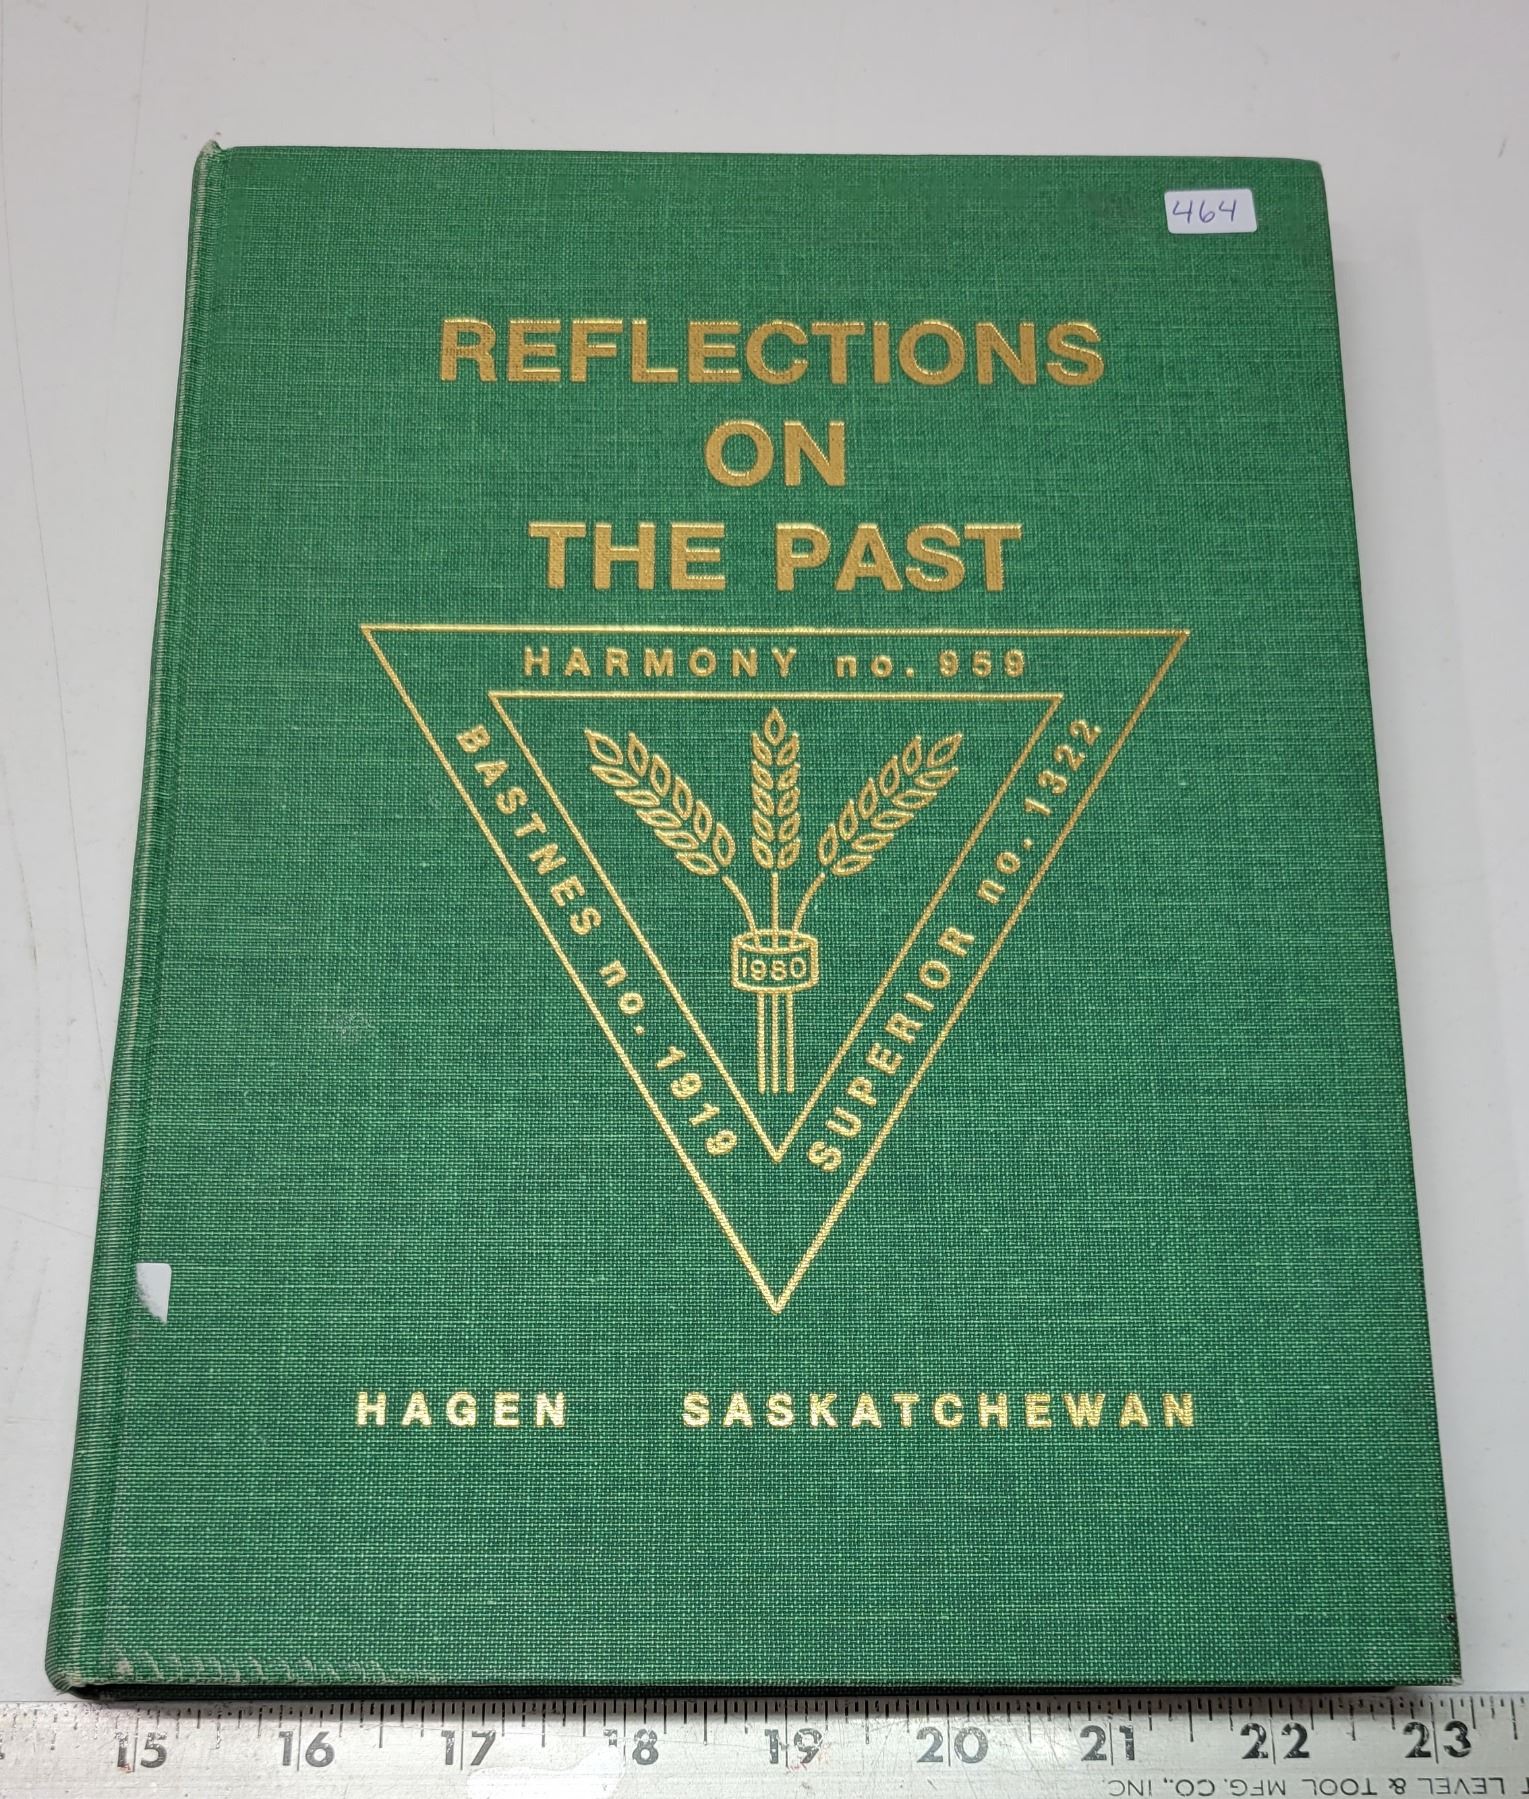 464
REFLECTIONS
ON
THE PAST
HARMONY no. 959
BASTNES no. 1919
SUPERIOR no. 1322
1980
HAGEN SASKATCHEWAN
15 16 17 18 19 20 21 22 23
LEVEL & TOOL MFG. CO., INC.